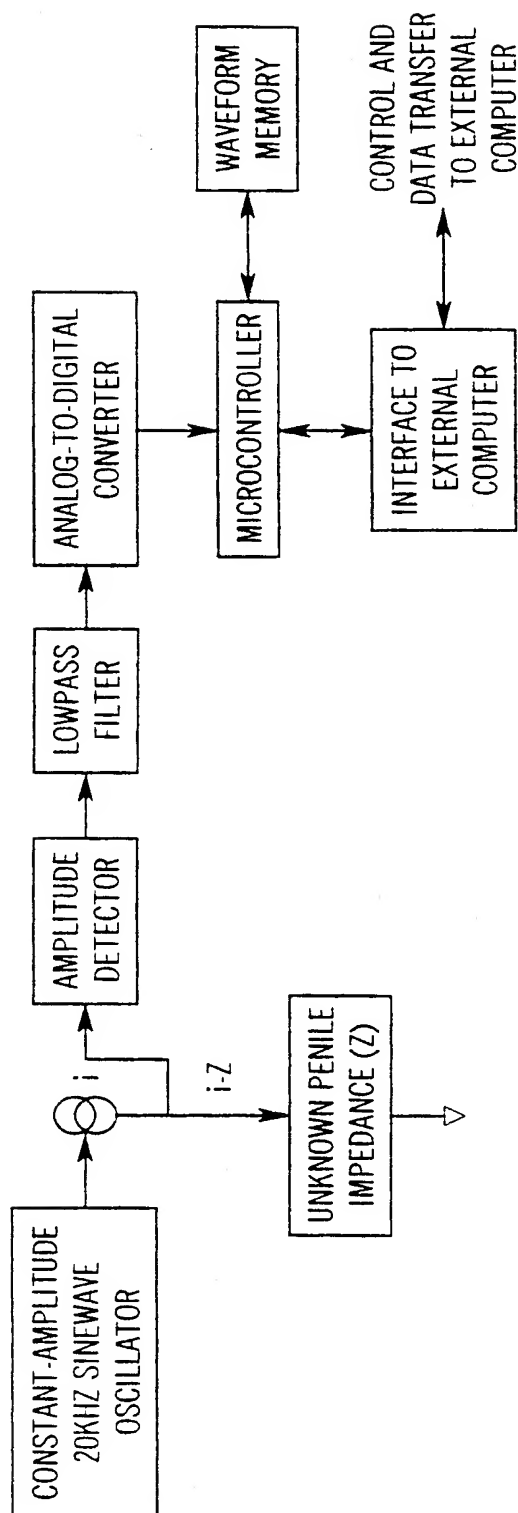 CONSTANT-AMPLITUDE
20KHZ SINEWAVE
OSCILLATOR
i
i-Z
UNKNOWN PENILE
IMPEDANCE (Z)
AMPLITUDE
DETECTOR
LOWPASS
FILTER
ANALOG-TO-DIGITAL
CONVERTER
MICROCONTROLLER
WAVEFORM
MEMORY
INTERFACE TO
EXTERNAL
COMPUTER
CONTROL AND
DATA TRANSFER
TO EXTERNAL
COMPUTER